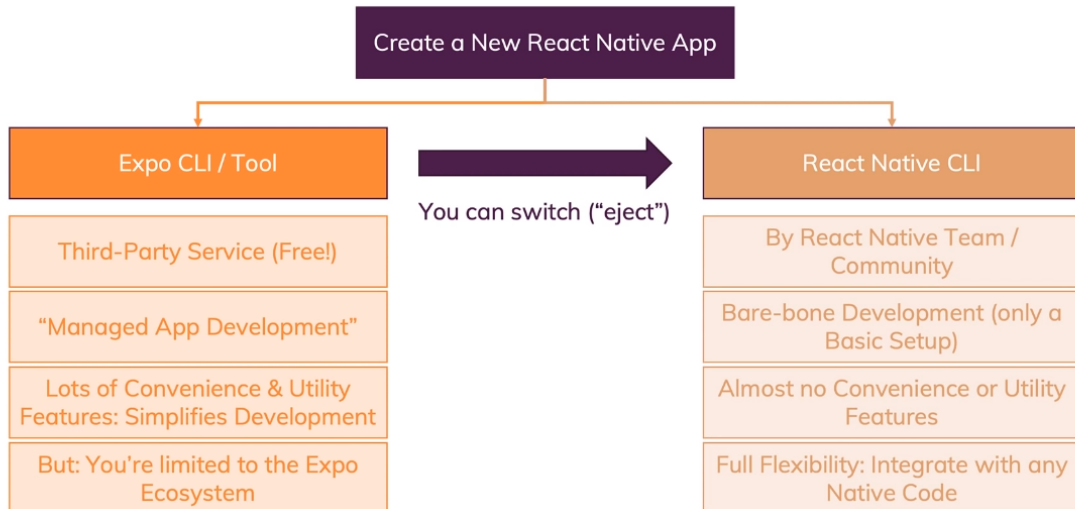 Create a New React Native App
Expo CLI / Tool
Third-Party Service (Free!)
“Managed App Development”
Lots of Convenience & Utility
Features: Simplifies Development
But: You’re limited to the Expo
Ecosystem
You can switch (“eject”)
React Native CLI
By React Native Team /
Community
Bare-bone Development (only a
Basic Setup)
Almost no Convenience or Utility
Features
Full Flexibility: Integrate with any
Native Code